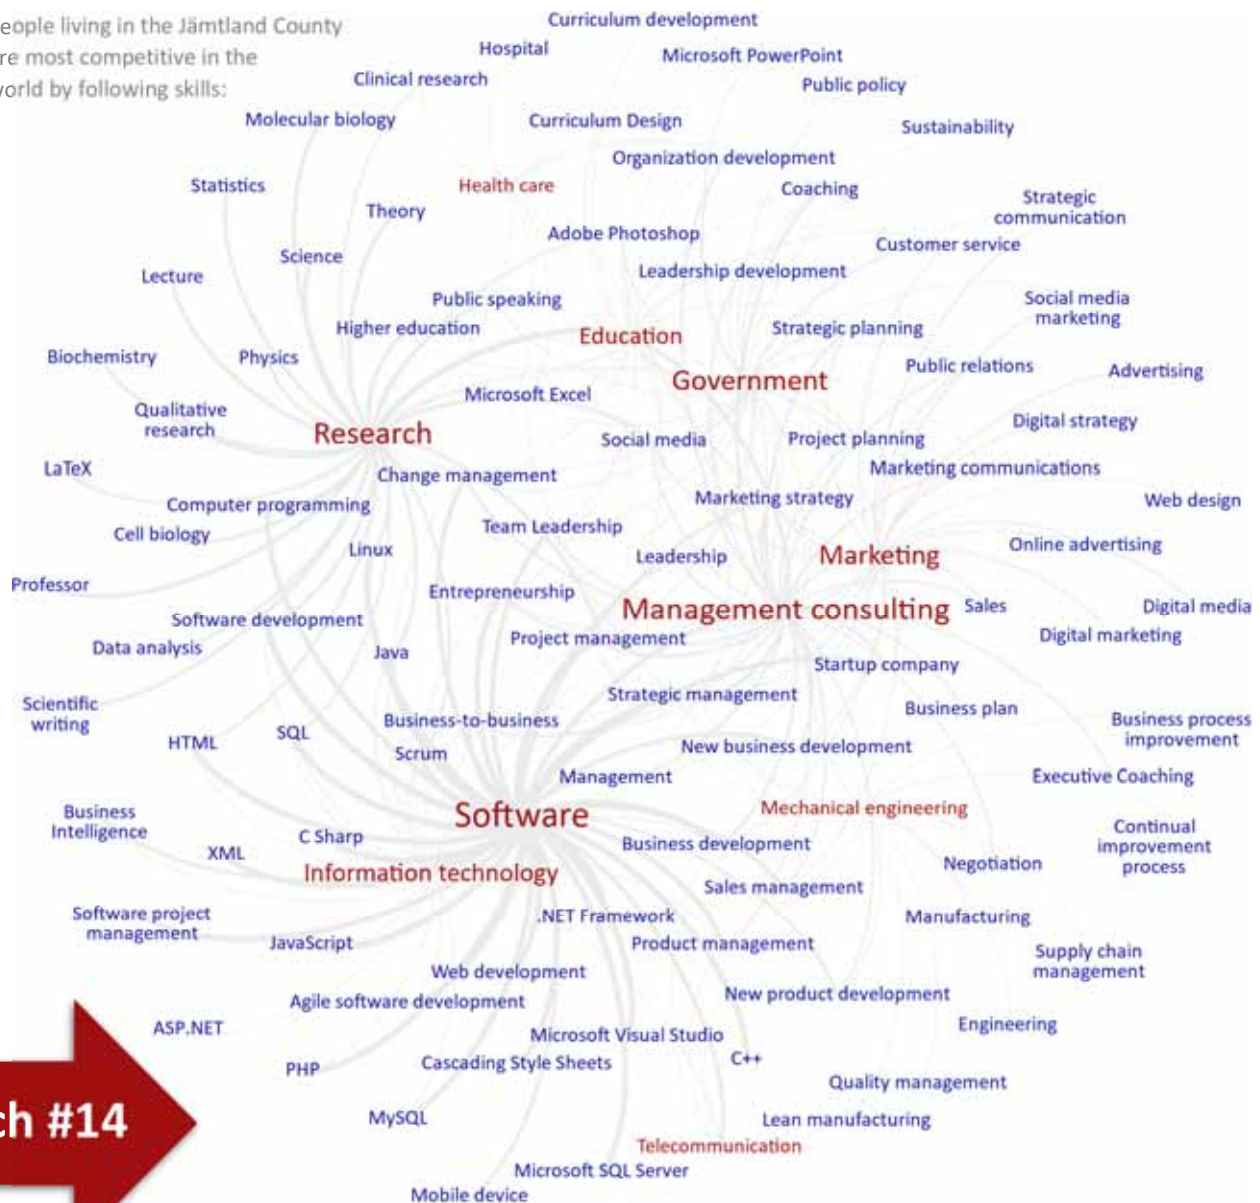 eople living in the Jämtland County
re most competitive in the
world by following skills:
Curriculum development
Hospital
Microsoft PowerPoint
Clinical research
Public policy
Molecular biology
Curriculum Design
Sustainability
Organization development
Statistics
Health care
Coaching
Strategic
communication
Theory
Adobe Photoshop
Customer service
Science
Leadership development
Lecture
Public speaking
Social media
marketing
Higher education
Education
Strategic planning
Biochemistry
Physics
Public relations
Advertising
Government
Microsoft Excel
Qualitative
research
Digital strategy
Research
Social media
Project planning
LaTeX
Change management
Marketing communications
Computer programming
Marketing strategy
Web design
Cell biology
Team Leadership
Linux
Leadership
Marketing
Online advertising
Professor
Entrepreneurship
Management consulting
Sales
Digital media
Software development
Project management
Digital marketing
Data analysis
Java
Startup company
Scientific
writing
Strategic management
Business plan
Business-to-business
Business process
improvement
HTML
SQL
Scrum
New business development
Management
Executive Coaching
Business
Intelligence
Software
Mechanical engineering
Continual
improvement
process
C Sharp
Business development
XML
Information technology
Negotiation
Sales management
Software project
management
.NET Framework
Manufacturing
JavaScript
Product management
Supply chain
management
Web development
Agile software development
New product development
ASP.NET
Microsoft Visual Studio
Engineering
PHP
Cascading Style Sheets
C++
Quality management
ch #14
MySQL
Lean manufacturing
Telecommunication
Microsoft SQL Server
Mobile device